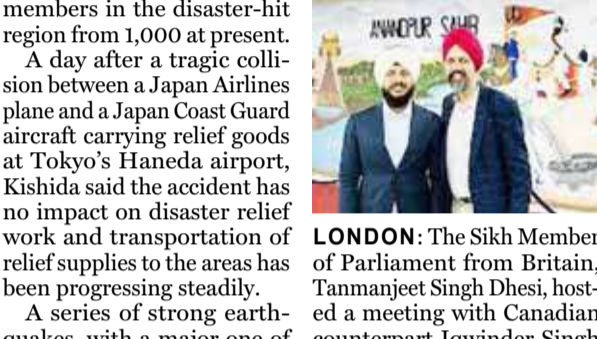 members in the disaster-hit
region from 1,000 at present.
A day after a tragic colli-
sion between a Japan Airlines
plane and a Japan Coast Guard
aircraft carrying relief goods
at Tokyo's Haneda airport,
Kishida said the accident has
no impact on disaster relief
work and transportation of
relief supplies to the areas has
been progressing steadily.
A series of strong earth-
quakes, with a major one of
ANANDPUR SAHIB
LONDON: The Sikh Member
of Parliament from Britain,
Tanmanjeet Singh Dhesi, host-
ed a meeting with Canadian
counterpart Iqwinder Singh